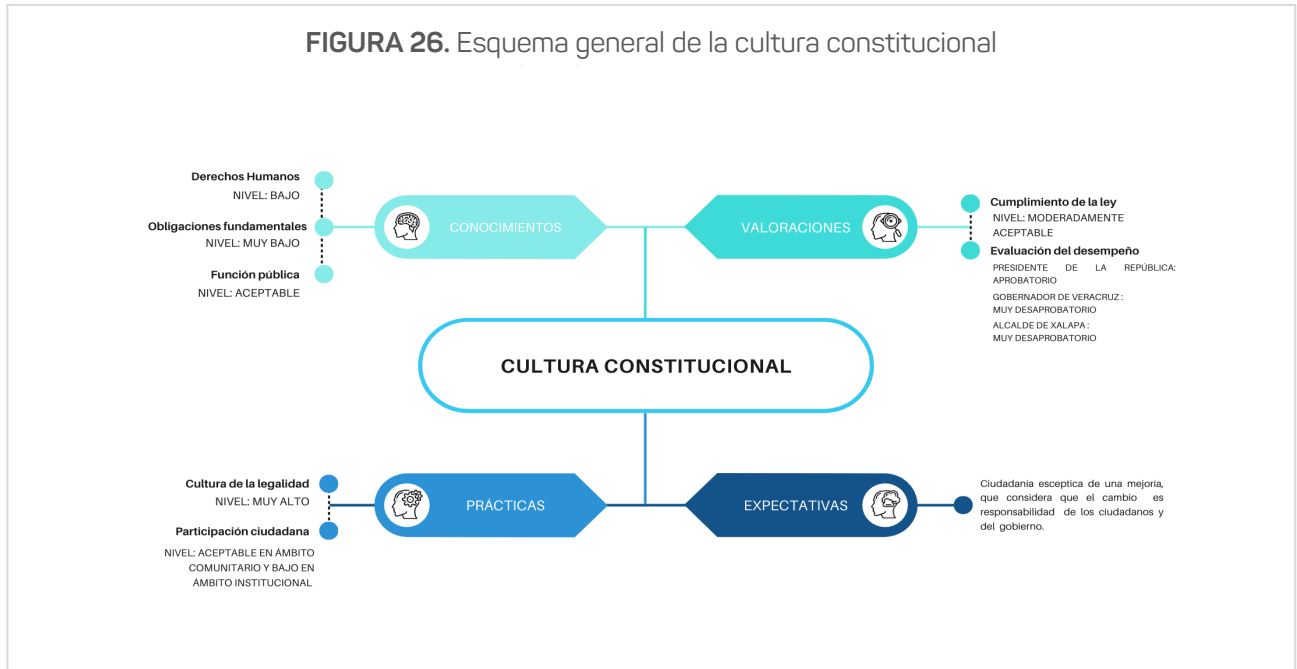 FIGURA 26. Esquema general de la cultura constitucional
Derechos Humanos
NIVEL: BAJO
Obligaciones fundamentales
NIVEL: MUY BAJO
Función pública
NIVEL: ACEPTABLE
CONOCIMIENTOS
VALORACIONES
Cumplimiento de la ley
NIVEL: MODERADAMENTE
ACEPTABLE
Evaluación del desempeño
PRESIDENTE DE LA REPÚBLICA:
APROBATORIO
GOBERNADOR DE VERACRUZ :
MUY DESAPROBATORIO
ALCALDE DE XALAPA :
MUY DESAPROBATORIO
CULTURA CONSTITUCIONAL
Cultura de la legalidad
NIVEL: MUY ALTO
Participación ciudadana
NIVEL: ACEPTABLE EN ÁMBITO
COMUNITARIO Y BAJO EN
ÁMBITO INSTITUCIONAL
PRÁCTICAS
EXPECTATIVAS
Ciudadanía esceptica de una mejoría,
que considera que el cambio es
responsabilidad de los ciudadanos y
del gobierno.